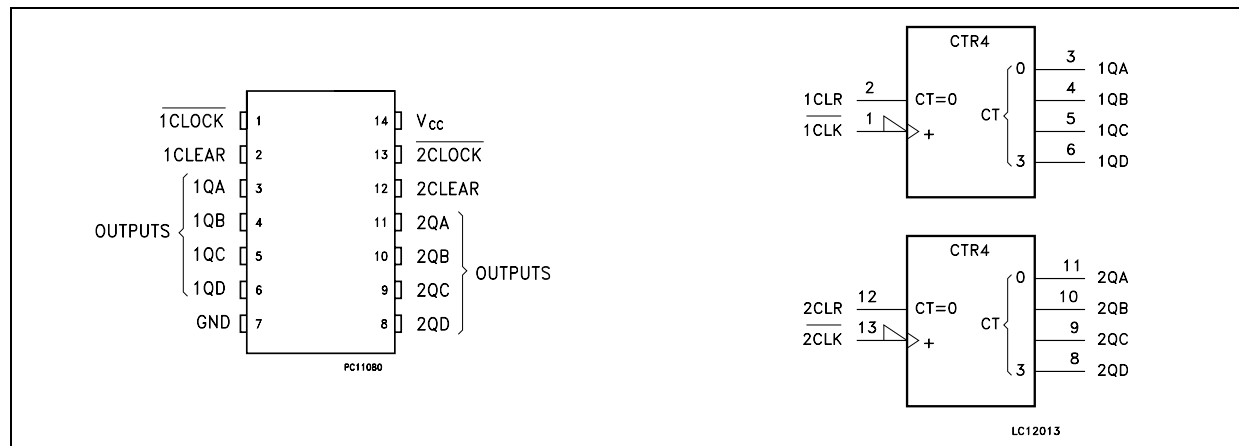 1CLOCK 1 14 VCC
1CLEAR 2 13 2CLOCK
1QA 3 12 2CLEAR
1QB 4 11 2QA
OUTPUTS
1QC 5 10 2QB
OUTPUTS
1QD 6 9 2QC
GND 7 8 2QD
PC11080
CTR4
0 3 1QA
1CLR 2 CT=0 4 1QB
1CLK 1 + CT 5 1QC
3 6 1QD
CTR4
0 11 2QA
2CLR 12 CT=0 10 2QB
2CLK 13 + CT 9 2QC
3 8 2QD
LC12013